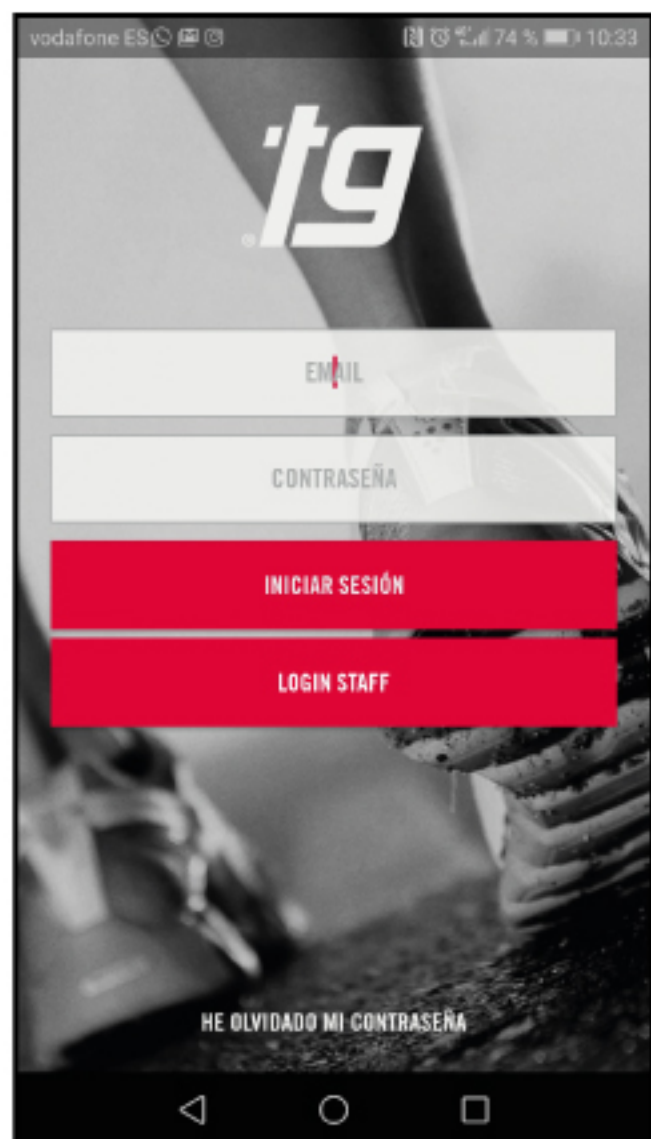 vodafone ES 74 % 10:33
tg
®
EMAIL
CONTRASEÑA
INICIAR SESIÓN
LOGIN STAFF
HE OLVIDADO MI CONTRASEÑA